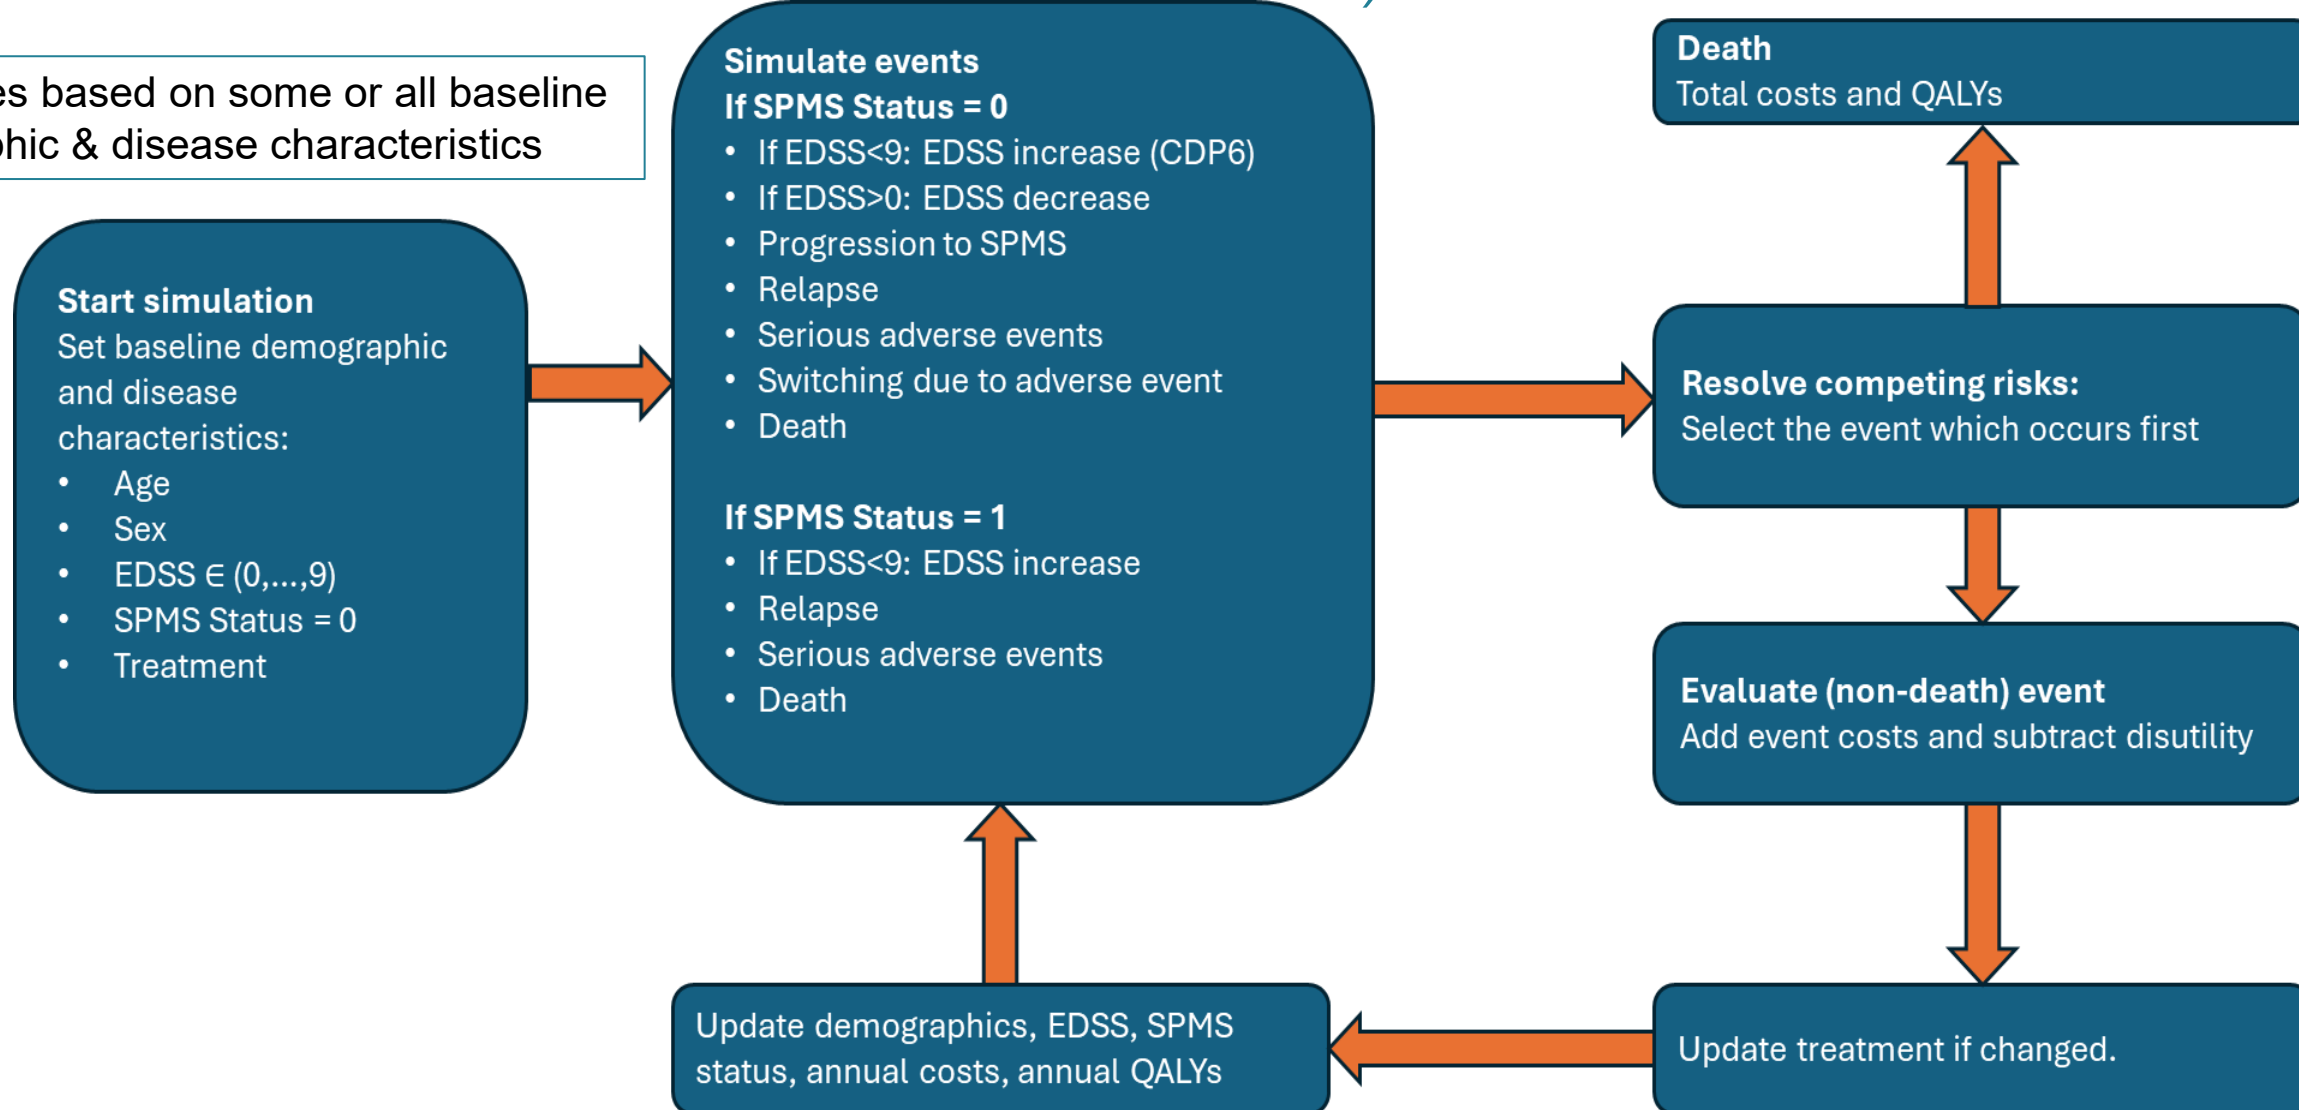 based on some or all baseline
& disease characteristics
Start simulation
Set baseline demographic
and disease
characteristics:
• Age
• Sex
• EDSS ∈ (0,...,9)
• SPMS Status = 0
• Treatment
Simulate events
If SPMS Status = 0
• If EDSS<9: EDSS increase (CDP6)
• If EDSS>0: EDSS decrease
• Progression to SPMS
• Relapse
• Serious adverse events
• Switching due to adverse event
• Death
If SPMS Status = 1
• If EDSS<9: EDSS increase
• Relapse
• Serious adverse events
• Death
Death
Total costs and QALYs
Resolve competing risks:
Select the event which occurs first
Evaluate (non-death) event
Add event costs and subtract disutility
Update treatment if changed.
Update demographics, EDSS, SPMS
status, annual costs, annual QALYs